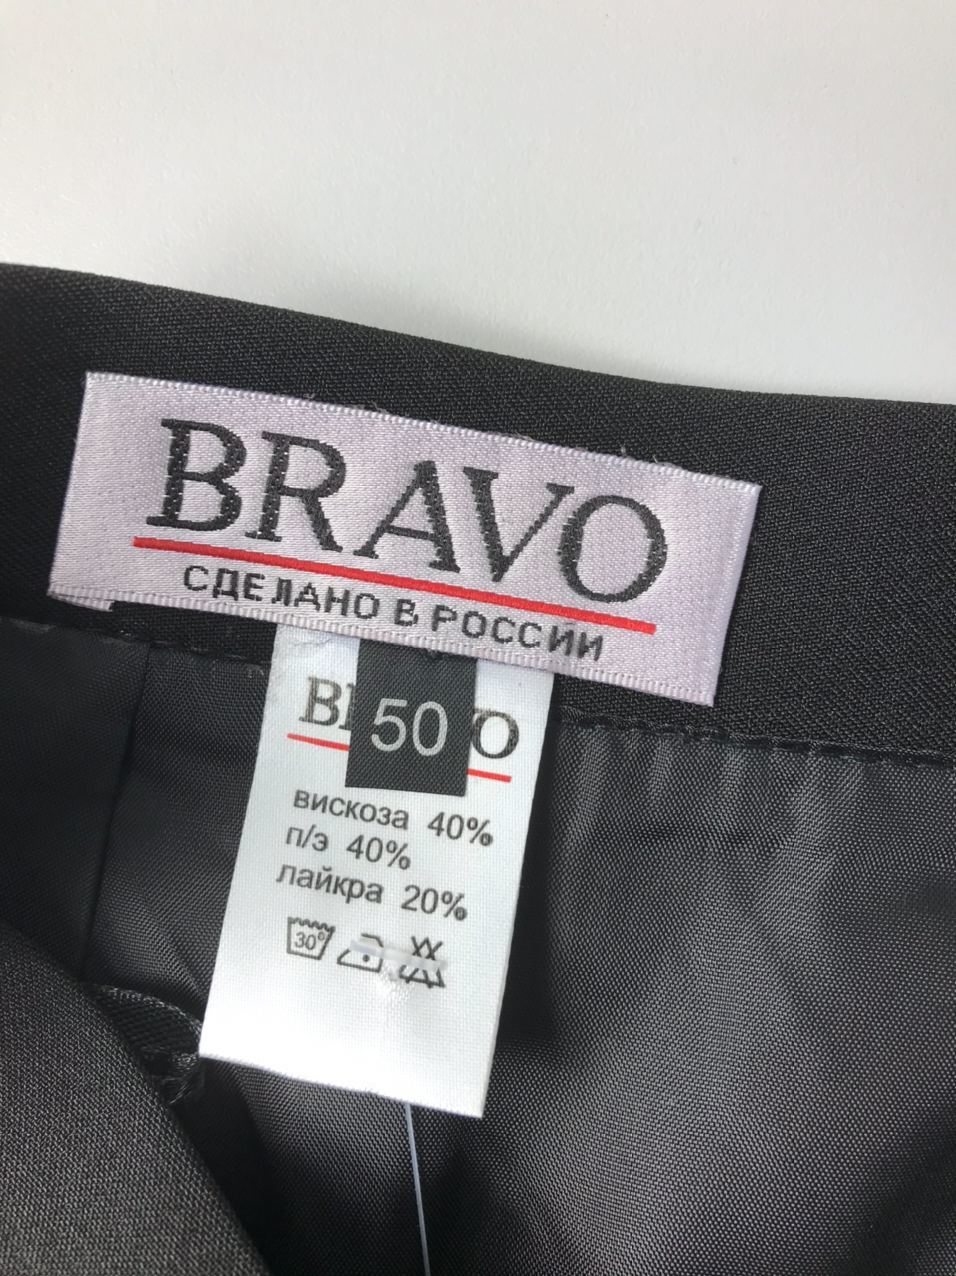 BRAVO
СДЕЛАНО В РОССИИ
50
вискоза 40%
п/э 40%
лайкра 20%
30°